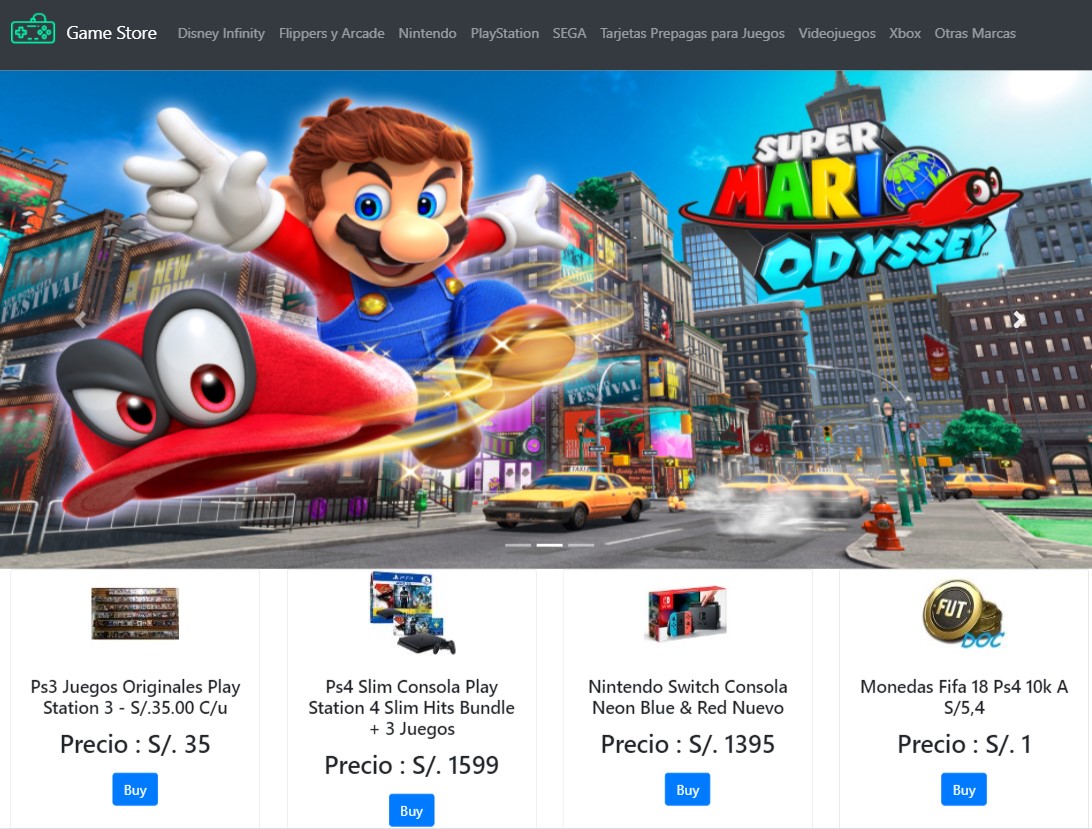 Game Store
Disney Infinity Flippers y Arcade Nintendo PlayStation SEGA Tarjetas Prepagas para Juegos Videojuegos Xbox Otras Marcas
SUPER
MARIO
ODYSSEY
FESTIVAL
NEW
FESTIVAL
TAXI
Ps3 Juegos Originales Play
Station 3 - S/.35.00 C/u
Precio : S/. 35
Buy
Ps4 Slim Consola Play
Station 4 Slim Hits Bundle
+ 3 Juegos
Precio : S/. 1599
Buy
Nintendo Switch Consola
Neon Blue & Red Nuevo
Precio : S/. 1395
Buy
FUT
DOC
Monedas Fifa 18 Ps4 10k A
S/5,4
Precio : S/. 1
Buy